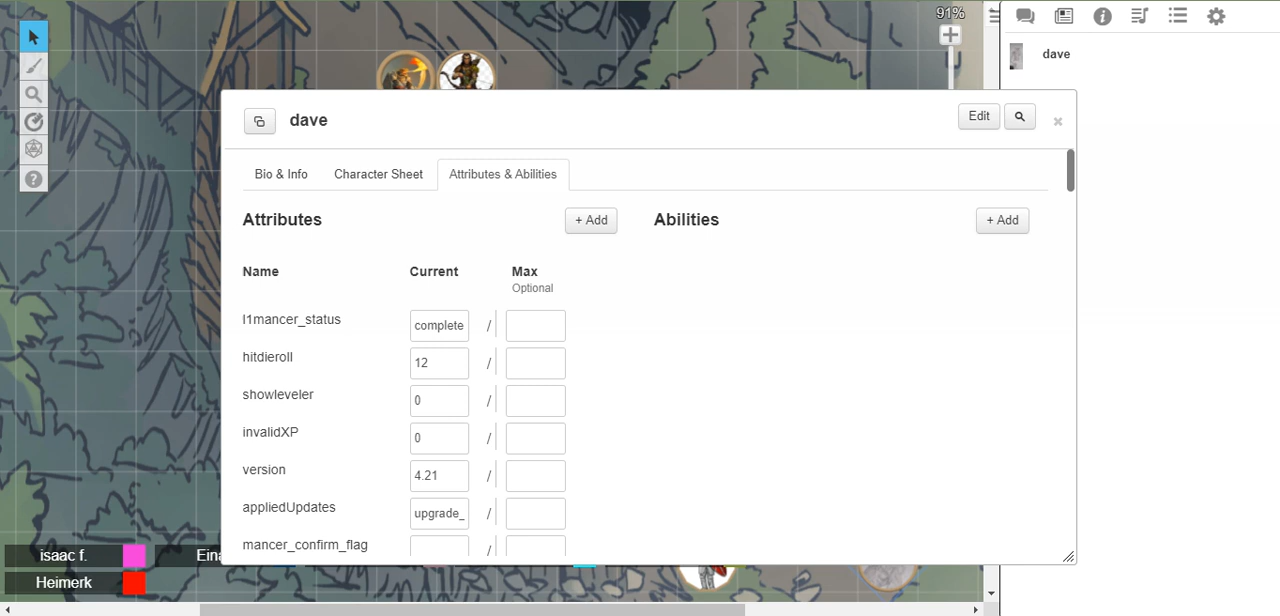 91%
dave
dave
Edit
Bio & Info
Character Sheet
Attributes & Abilities
Attributes
+ Add
Abilities
+ Add
Name
Current
Max
Optional
l1mancer_status
complete
/
hitdieroll
12
/
showleveler
0
/
invalidXP
0
/
version
4.21
/
appliedUpdates
upgrade_
/
mancer_confirm_flag
/
isaac f.
Eina
Heimerk